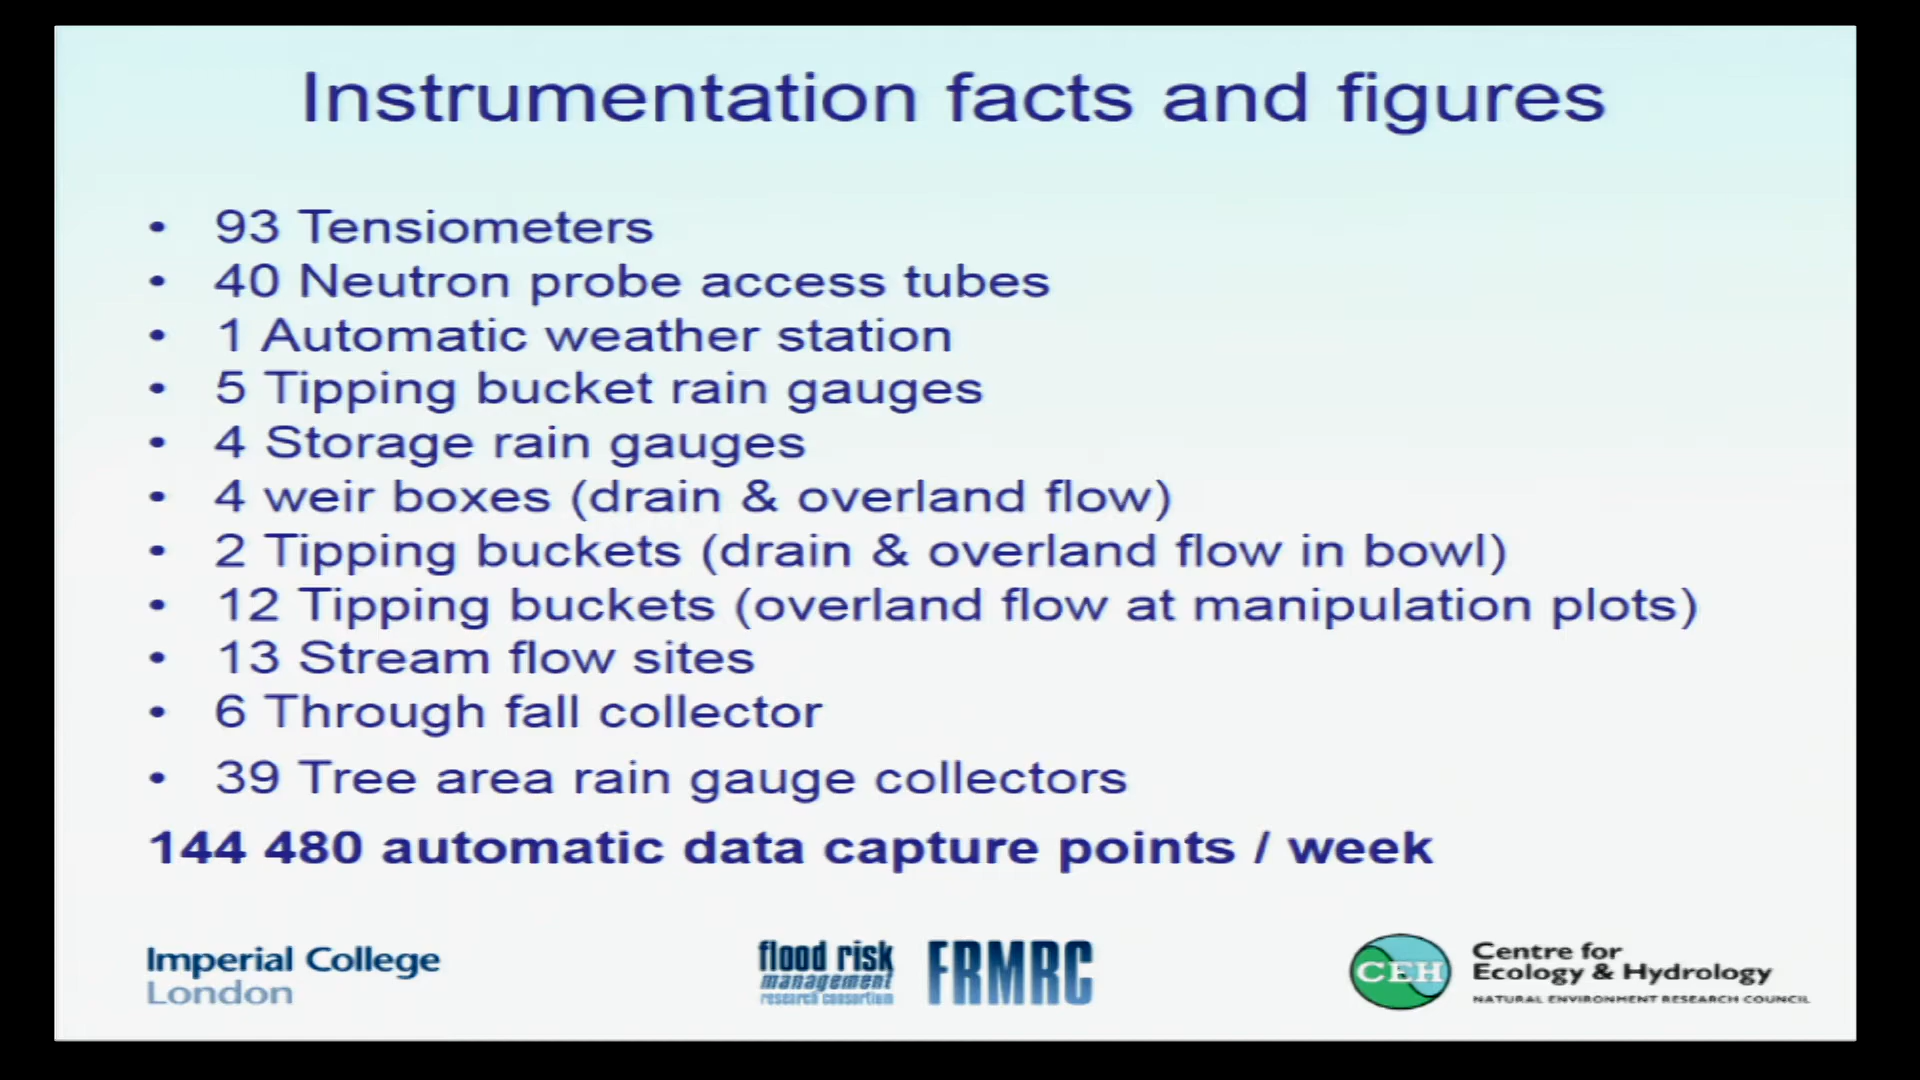 Instrumentation facts and figures
• 93 Tensiometers
• 40 Neutron probe access tubes
• 1 Automatic weather station
• 5 Tipping bucket rain gauges
• 4 Storage rain gauges
• 4 weir boxes (drain & overland flow)
• 2 Tipping buckets (drain & overland flow in bowl)
• 12 Tipping buckets (overland flow at manipulation plots)
• 13 Stream flow sites
• 6 Through fall collector
• 39 Tree area rain gauge collectors
144 480 automatic data capture points / week
Imperial College
London
flood risk
management
research consortium
FRMRC
CEH
Centre for
Ecology & Hydrology
NATURAL ENVIRONMENT RESEARCH COUNCIL